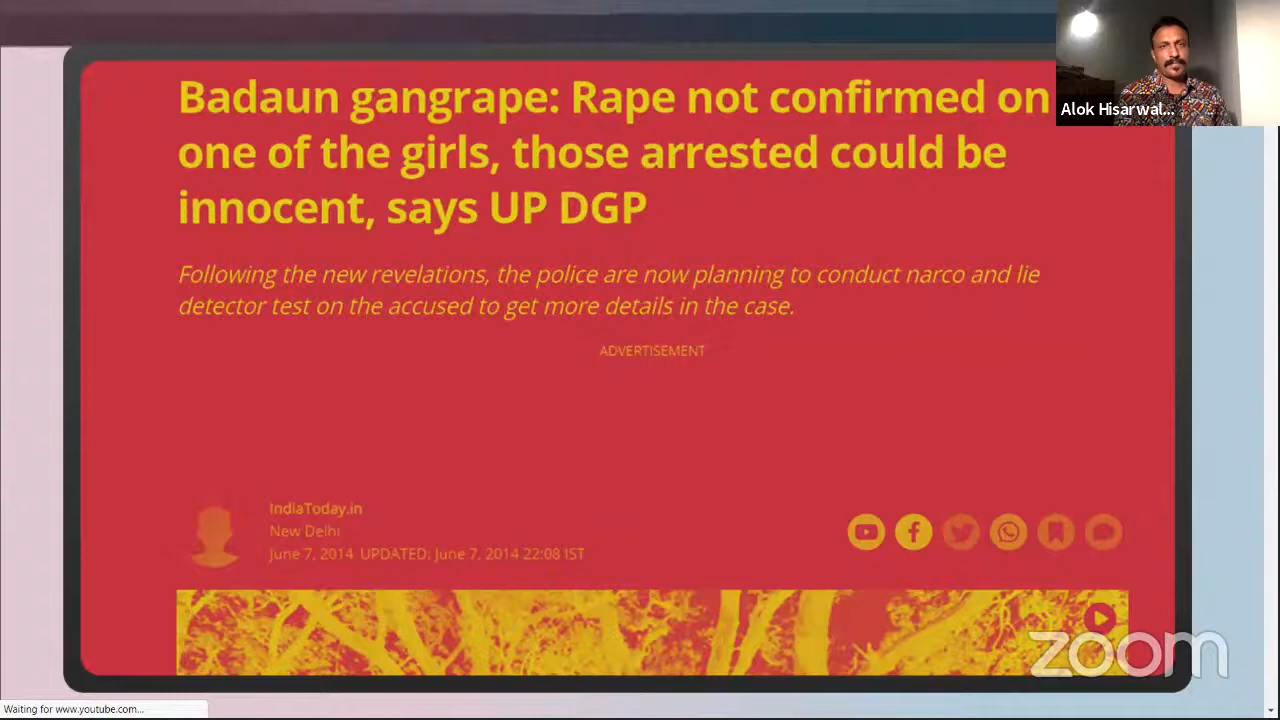 Badaun gangrape: Rape not confirmed on
one of the girls, those arrested could be
innocent, says UP DGP
Alok Hisarwal...
Following the new revelations, the police are now planning to conduct narco and lie
detector test on the accused to get more details in the case.
ADVERTISEMENT
IndiaToday.in
New Delhi
June 7, 2014 UPDATED: June 7, 2014 22:08 IST
zoom
Waiting for www.youtube.com...